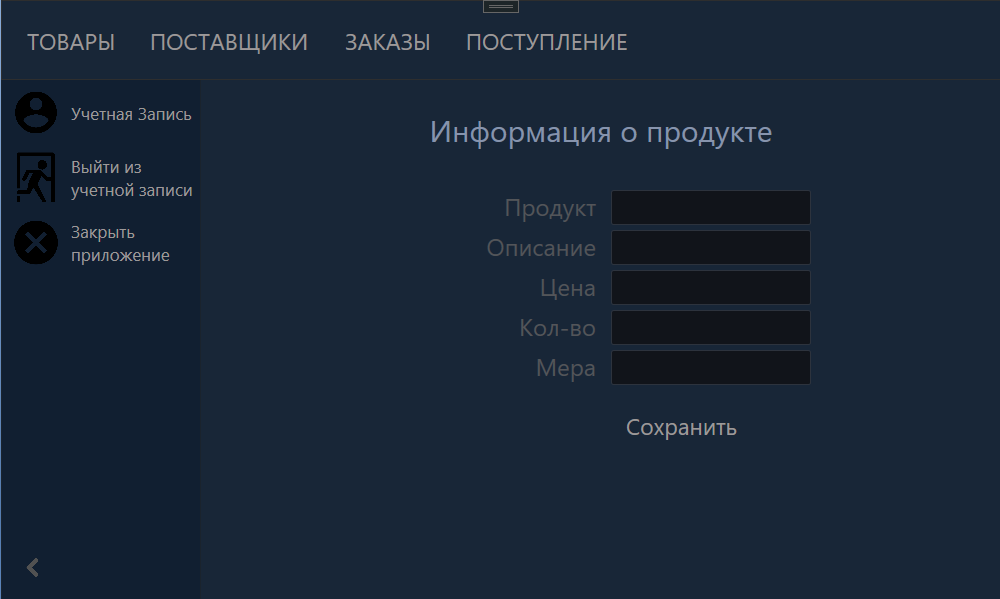 ТОВАРЫ ПОСТАВЩИКИ ЗАКАЗЫ ПОСТУПЛЕНИЕ
Учетная Запись
Выйти из
учетной записи
Закрыть
приложение
Информация о продукте
Продукт
Описание
Цена
Кол-во
Мера
Сохранить